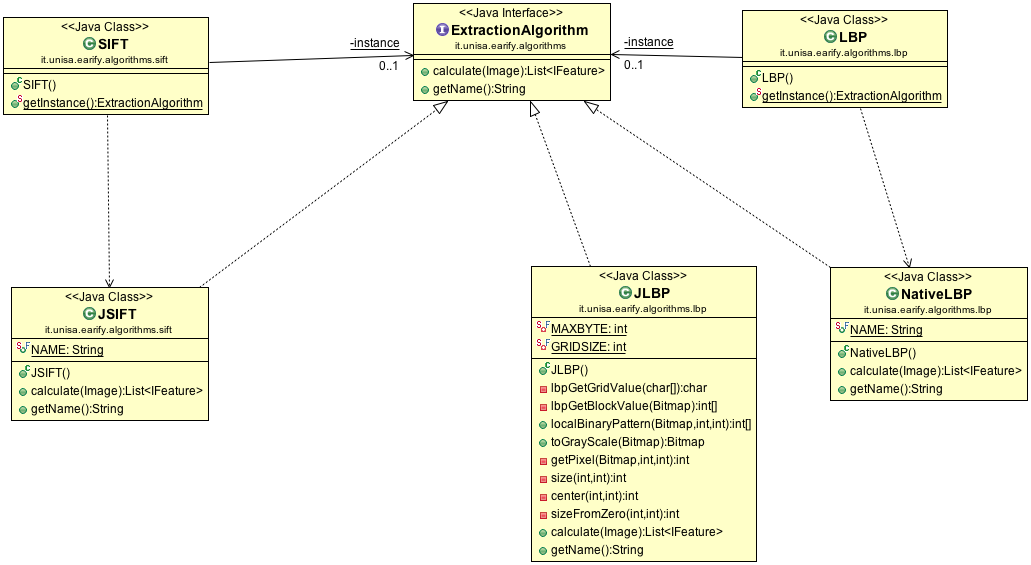 <<Java Class>>
SIFT
it.unisa.earify.algorithms.sift
SIFT()
getInstance():ExtractionAlgorithm
-instance
0..1
<<Java Interface>>
ExtractionAlgorithm
it.unisa.earify.algorithms
calculate(Image):List<IFeature>
getName():String
-instance
0..1
<<Java Class>>
LBP
it.unisa.earify.algorithms.lbp
LBP()
getInstance():ExtractionAlgorithm
<<Java Class>>
JSIFT
it.unisa.earify.algorithms.sift
NAME: String
JSIFT()
calculate(Image):List<IFeature>
getName():String
<<Java Class>>
JLBP
it.unisa.earify.algorithms.lbp
MAXBYTE: int
GRIDSIZE: int
JLBP()
lbpGetGridValue(char[]):char
lbpGetBlockValue(Bitmap):int[]
localBinaryPattern(Bitmap,int,int):int[]
toGrayScale(Bitmap):Bitmap
getPixel(Bitmap,int,int):int
size(int,int):int
center(int,int):int
sizeFromZero(int,int):int
calculate(Image):List<IFeature>
getName():String
<<Java Class>>
NativeLBP
it.unisa.earify.algorithms.lbp
NAME: String
NativeLBP()
calculate(Image):List<IFeature>
getName():String